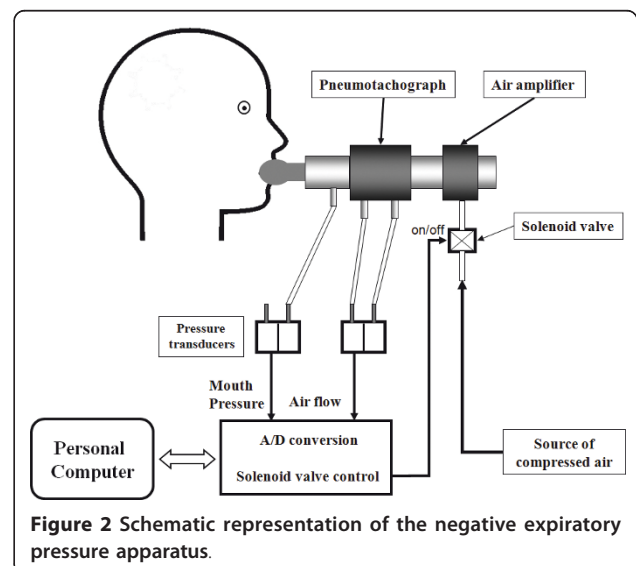 Pneumotachograph
Air amplifier
on/off
Solenoid valve
Pressure
transducers
Mouth
Pressure
Air flow
A/D conversion
Solenoid valve control
Personal
Computer
Source of
compressed air
Figure 2 Schematic representation of the negative expiratory
pressure apparatus.